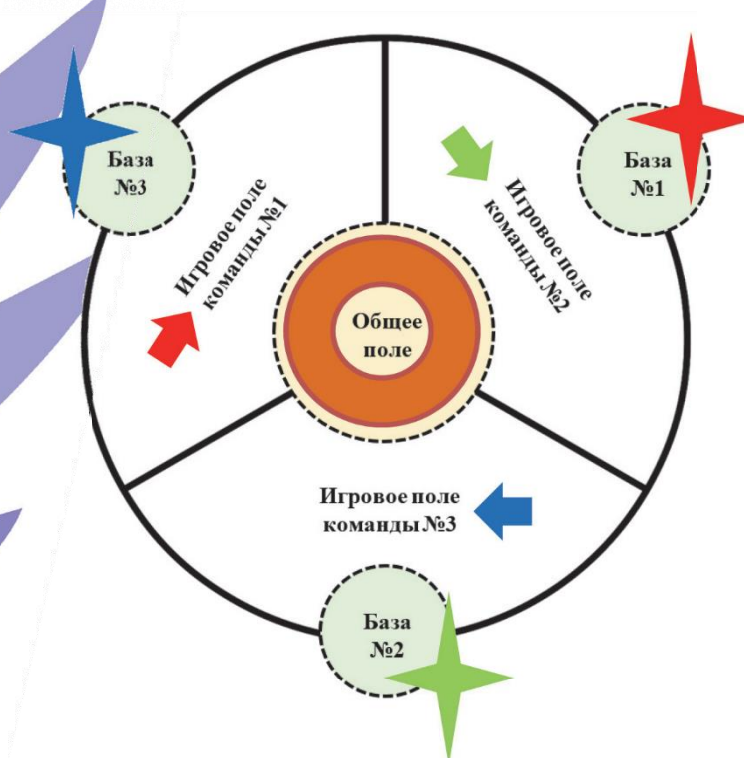 База
№3
База
№1
Игровое поле
команды №1
Игровое поле
команды №2
Общее
поле
Игровое поле
команды №3
База
№2